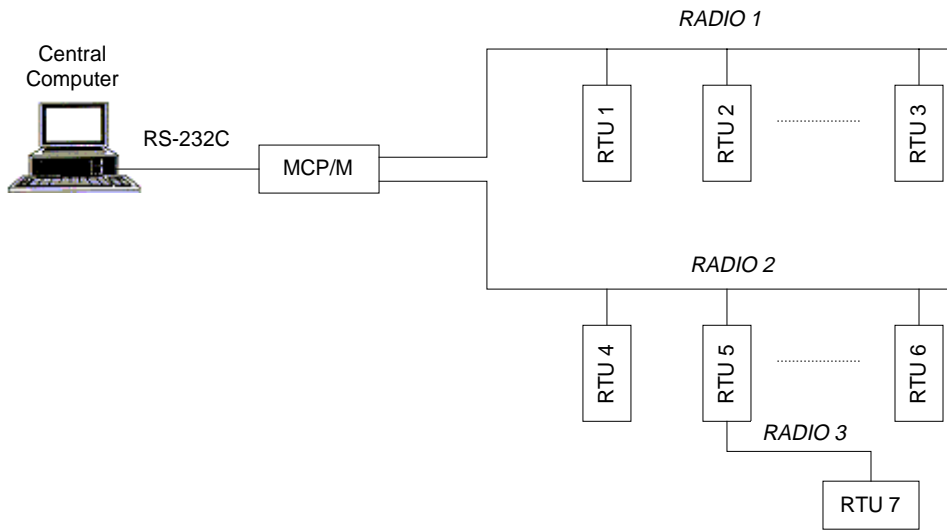 RADIO 1
Central
Computer
RS-232C
MCP/M
RTU 1
RTU 2
RTU 3
RADIO 2
RTU 4
RTU 5
RTU 6
RADIO 3
RTU 7